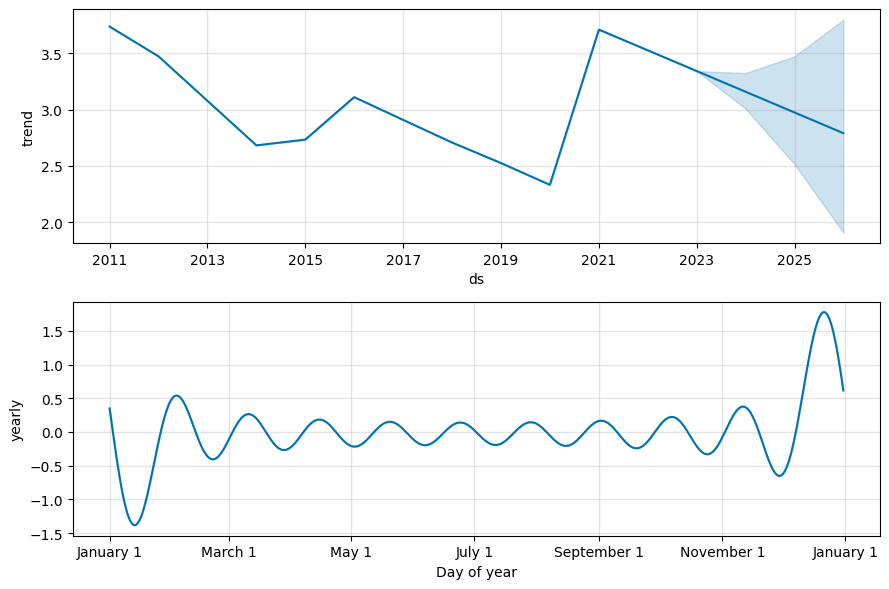 3.5
3.0
2.5
2.0
trend
2011 2013 2015 2017 2019 2021 2023 2025
ds
1.5
1.0
0.5
0.0
−0.5
−1.0
−1.5
yearly
January 1 March 1 May 1 July 1 September 1 November 1 January 1
Day of year